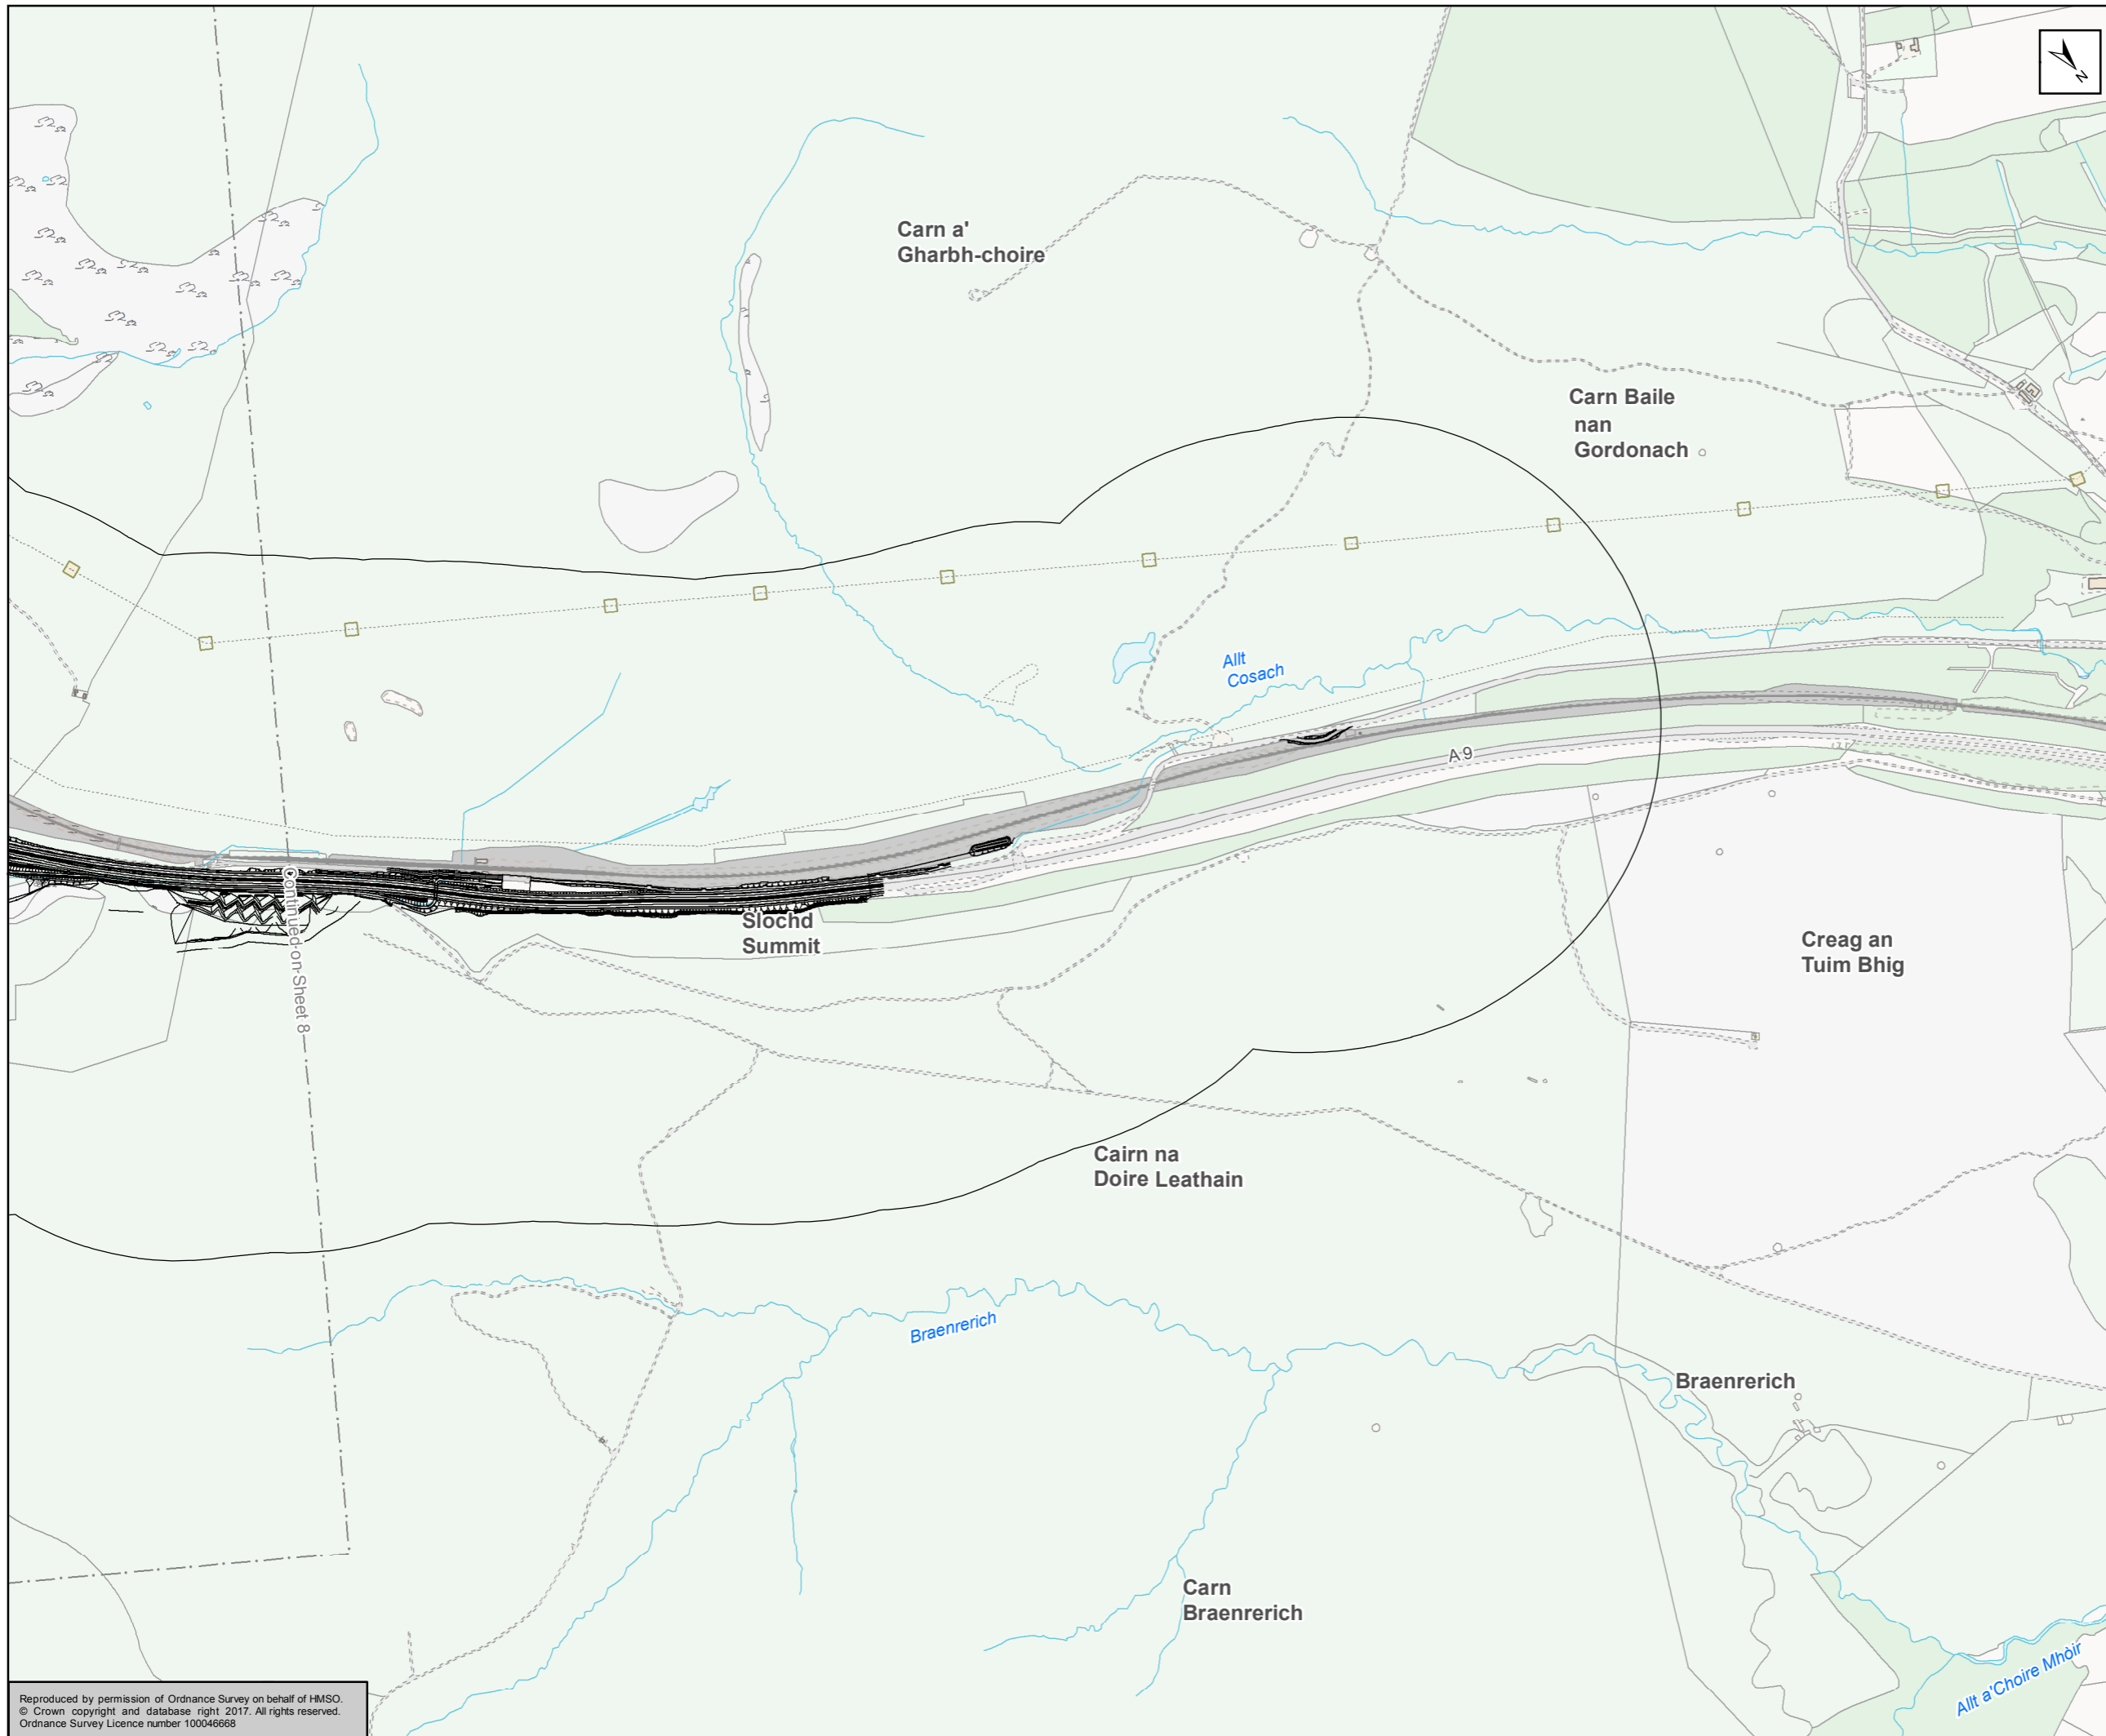 N
Carn a'
Gharbh-choire
Carn Baile
nan
Gordonach
Allt
Cosach
A 9
Continued on Sheet 8
Slochd
Summit
Creag an
Tuim Bhig
Cairn na
Doire Leathain
Braenrerich
Braenrerich
Carn
Braenrerich
Allt a'Choire Mhòir
Reproduced by permission of Ordnance Survey on behalf of HMSO.
© Crown copyright and database right 2017. All rights reserved.
Ordnance Survey Licence number 100046668